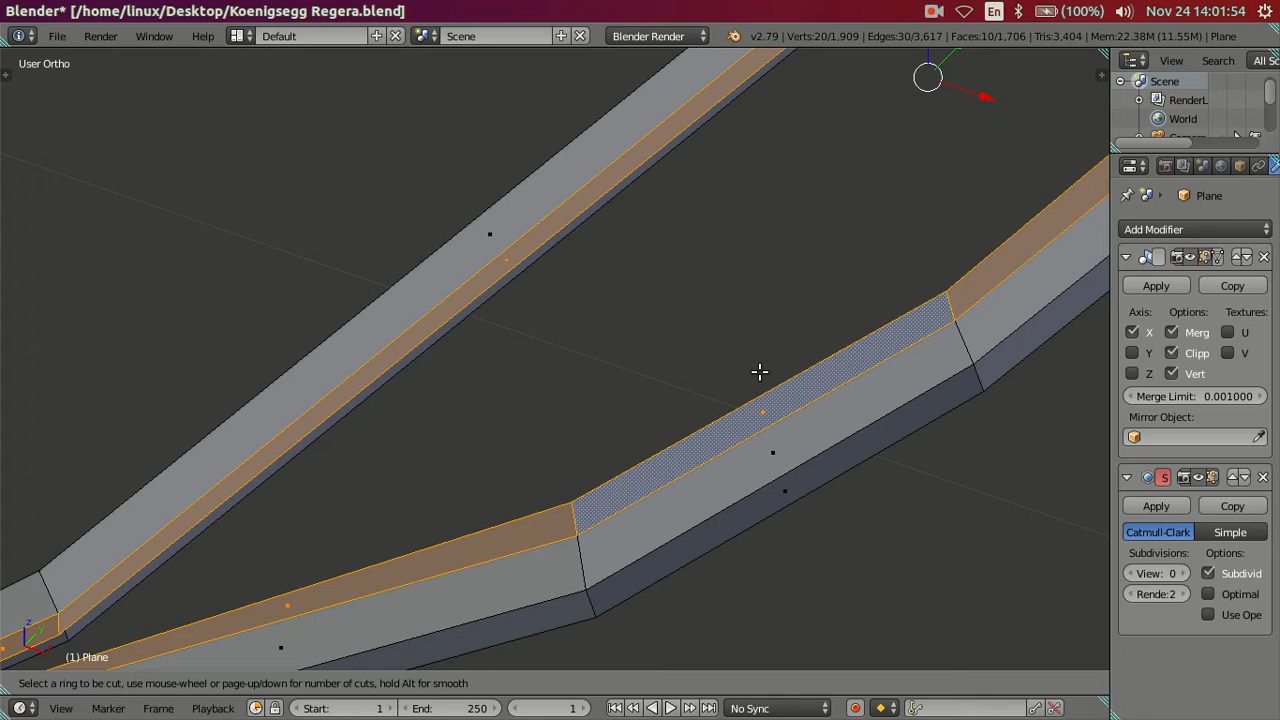 Blender* [/home/linux/Desktop/Koenigsegg Regera.blend] En (100%) Nov 24 14:01:54
File Render Window Help Default Scene Blender Render v2.79 | Verts:20/1,909 | Edges:30/3,617 | Faces:10/1,706 | Tris:3,404 | Mem:22.38M (11.55M) | Plane
User Ortho
View Search All Sc
Scene
RenderL
World
Plane
Add Modifier
Apply Copy
Axis: Options: Textures:
X Merg U
Y Clipp V
Z Vert
Merge Limit: 0.001000
Mirror Object:
S
Apply Copy
Catmull-Clark Simple
Subdivisions: Options:
View: 0 Subdivid
Rende:2 Optimal
Use Ope
z
y
(1) Plane
Select a ring to be cut, use mouse-wheel or page-up/down for number of cuts, hold Alt for smooth
View Marker Frame Playback Start: 1 End: 250 1 No Sync